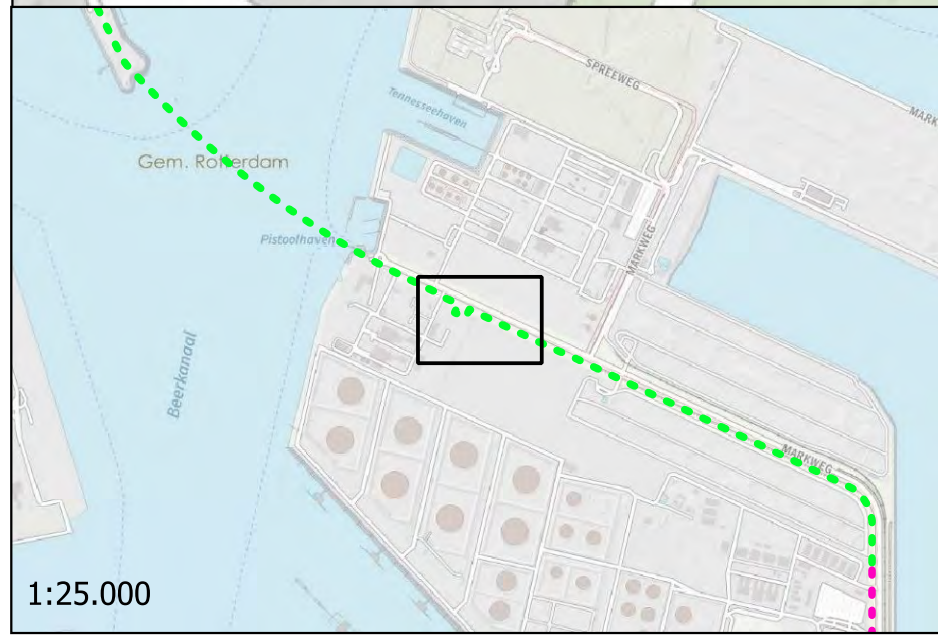 SPREEWEG
Tennesseehaven
MARK
Gem. Rotterdam
MARKWEG
Pistoolhaven
Beerkanaal
MARKWEG
1:25.000